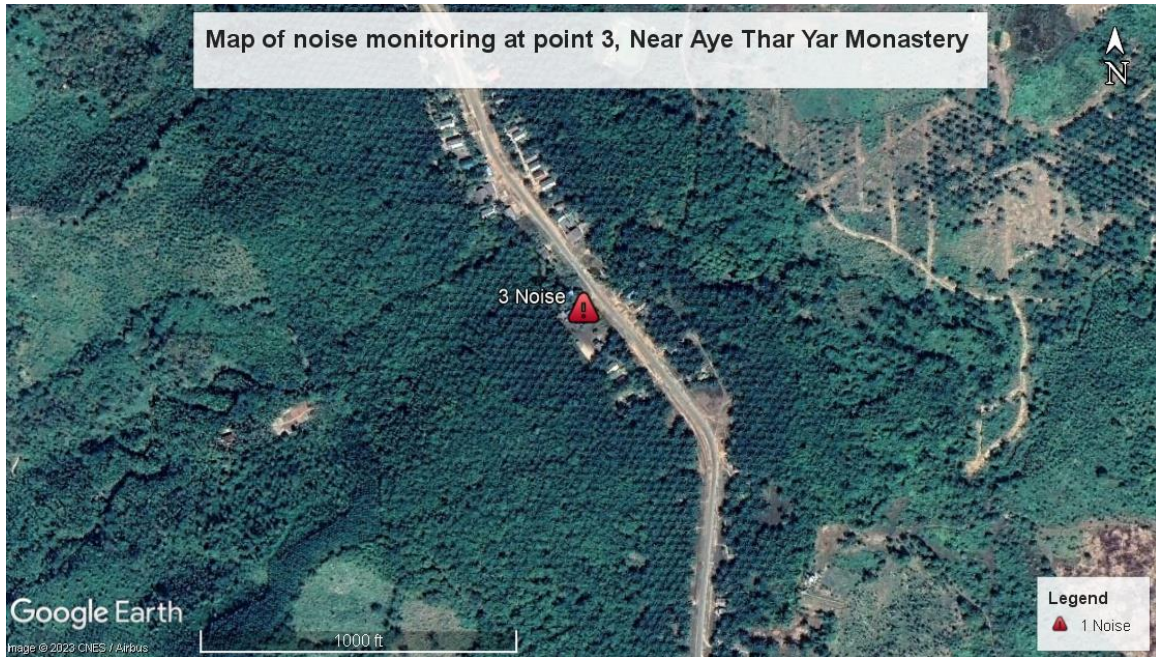 Map of noise monitoring at point 3, Near Aye Thar Yar Monastery
N
3 Noise
Legend
1 Noise
Google Earth
1000 ft
Image © 2023 CNES / Airbus